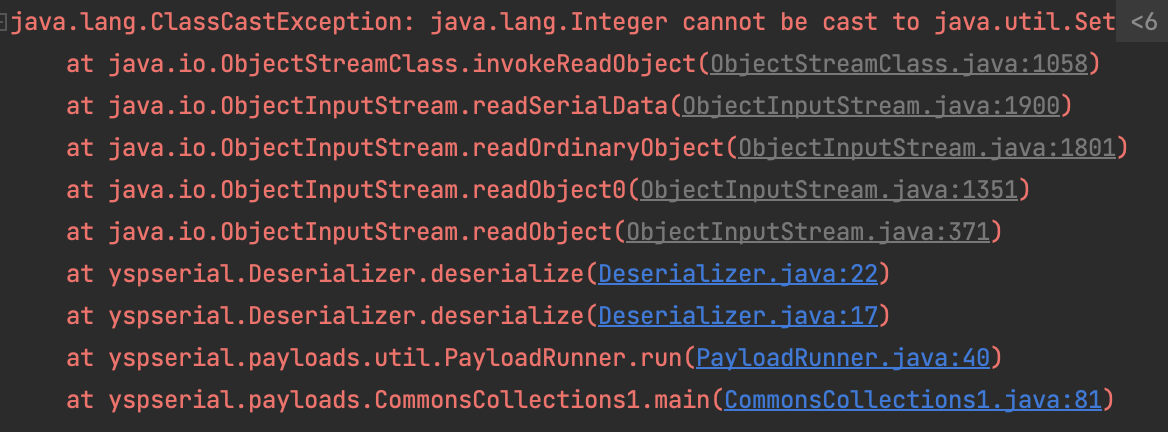 java.lang.ClassCastException: java.lang.Integer cannot be cast to java.util.Set <6
at java.io.ObjectStreamClass.invokeReadObject(ObjectStreamClass.java:1058)
at java.io.ObjectInputStream.readSerialData(ObjectInputStream.java:1900)
at java.io.ObjectInputStream.readOrdinaryObject(ObjectInputStream.java:1801)
at java.io.ObjectInputStream.readObject0(ObjectInputStream.java:1351)
at java.io.ObjectInputStream.readObject(ObjectInputStream.java:371)
at yspserial.Deserializer.deserialize(Deserializer.java:22)
at yspserial.Deserializer.deserialize(Deserializer.java:17)
at yspserial.payloads.util.PayloadRunner.run(PayloadRunner.java:40)
at yspserial.payloads.CommonsCollections1.main(CommonsCollections1.java:81)